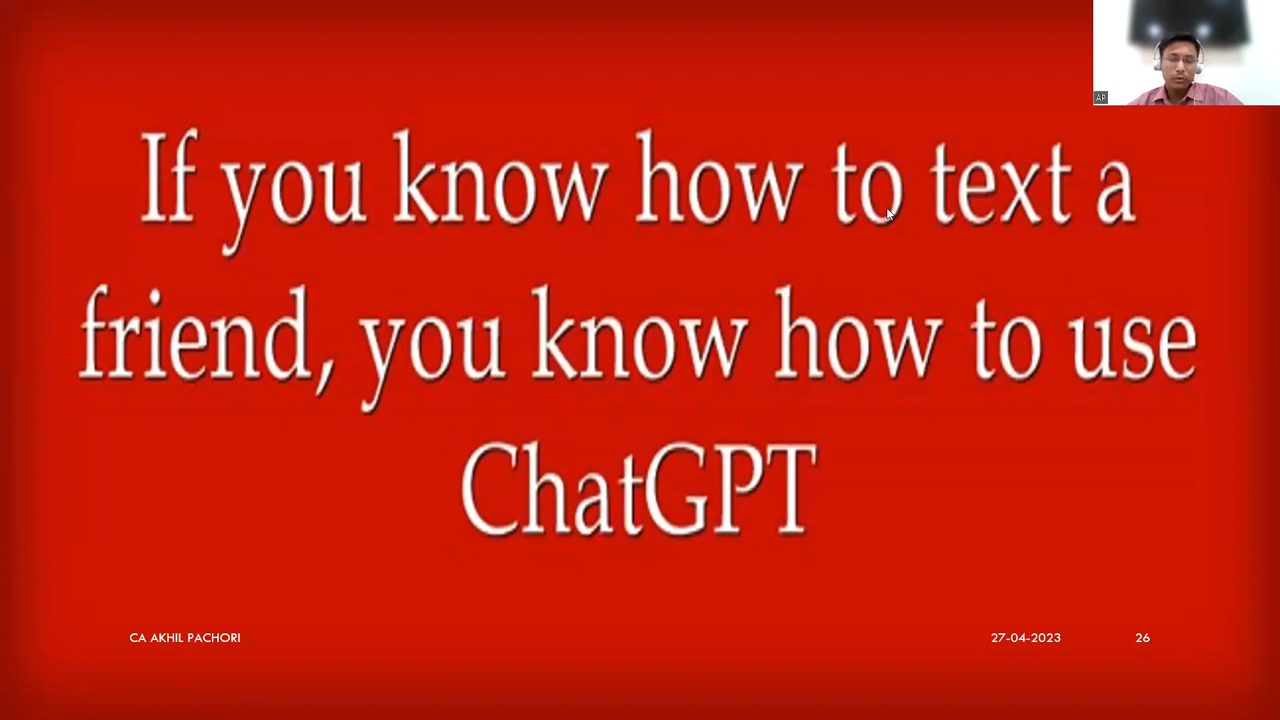 If you know how to text a
friend, you know how to use
ChatGPT
CA AKHIL PACHORI
27-04-2023
26
AP